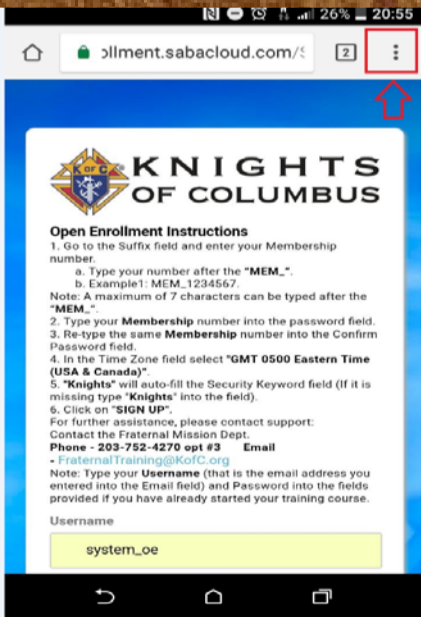 26% 20:55
ollment.sabacloud.com/S
2
K OF C
KNIGHTS
OF COLUMBUS
Open Enrollment Instructions
1. Go to the Suffix field and enter your Membership
number.
a. Type your number after the "MEM_".
b. Example1: MEM_1234567.
Note: A maximum of 7 characters can be typed after the
"MEM_".
2. Type your Membership number into the password field.
3. Re-type the same Membership number into the Confirm
Password field.
4. In the Time Zone field select "GMT 0500 Eastern Time
(USA & Canada)".
5. "Knights" will auto-fill the Security Keyword field (If it is
missing type "Knights" into the field).
6. Click on "SIGN UP".
For further assistance, please contact support:
Contact the Fraternal Mission Dept.
Phone - 203-752-4270 opt #3 Email
- FraternalTraining@KofC.org
Note: Type your Username (that is the email address you
entered into the Email field) and Password into the fields
provided if you have already started your training course.
Username
system_oe